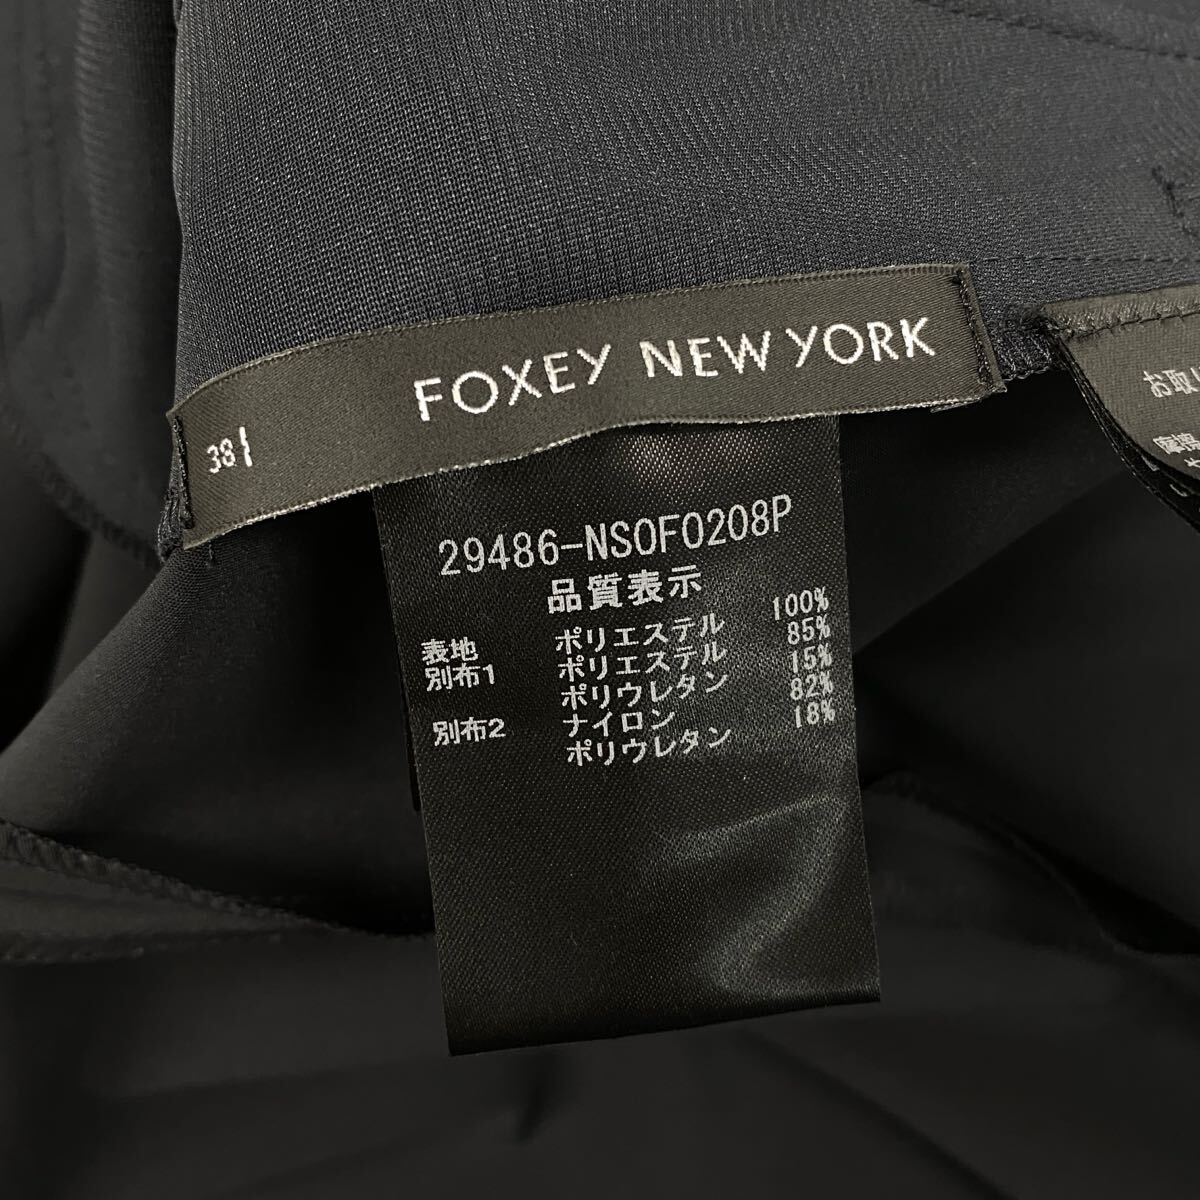 FOXEY NEW YORK
38
29486-NSOF0208P
品質表示
表地 ポリエステル 100%
別布1 ポリエステル 85%
ポリウレタン 15%
別布2 ナイロン 82%
ポリウレタン 18%
お取